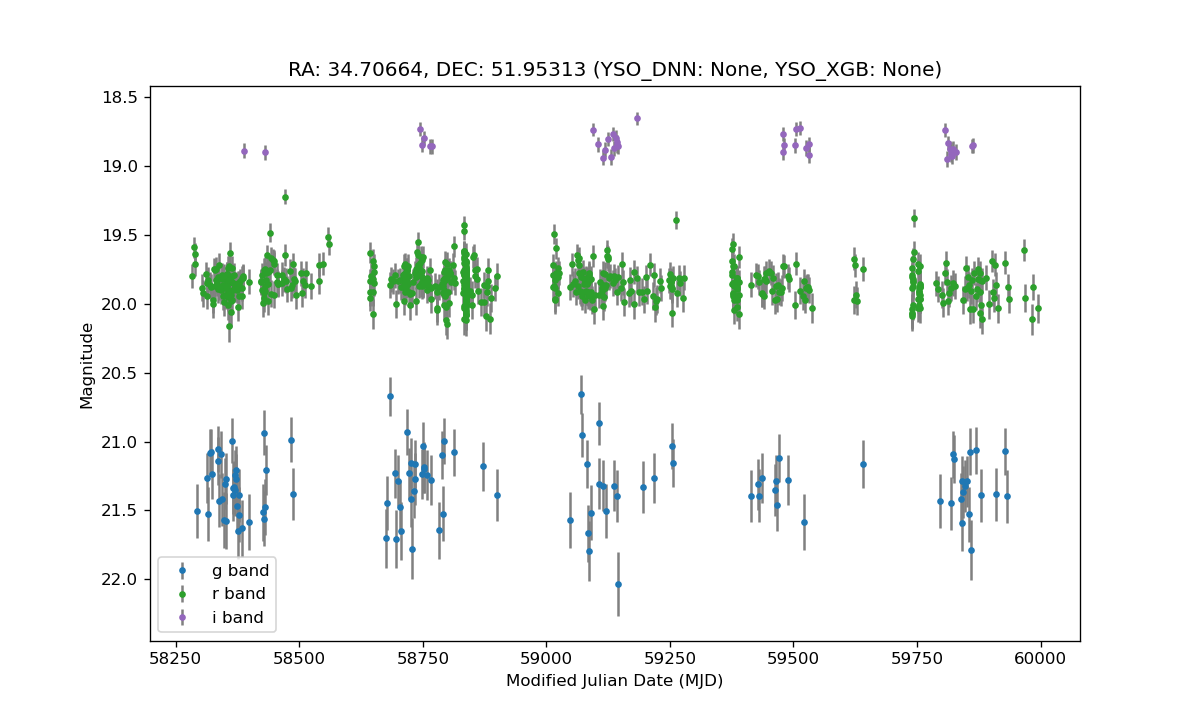 RA: 34.70664, DEC: 51.95313 (YSO_DNN: None, YSO_XGB: None)
18.5
19.0
19.5
20.0
20.5
21.0
21.5
22.0
Magnitude
g band
r band
i band
58250
58500
58750
59000
59250
59500
59750
60000
Modified Julian Date (MJD)